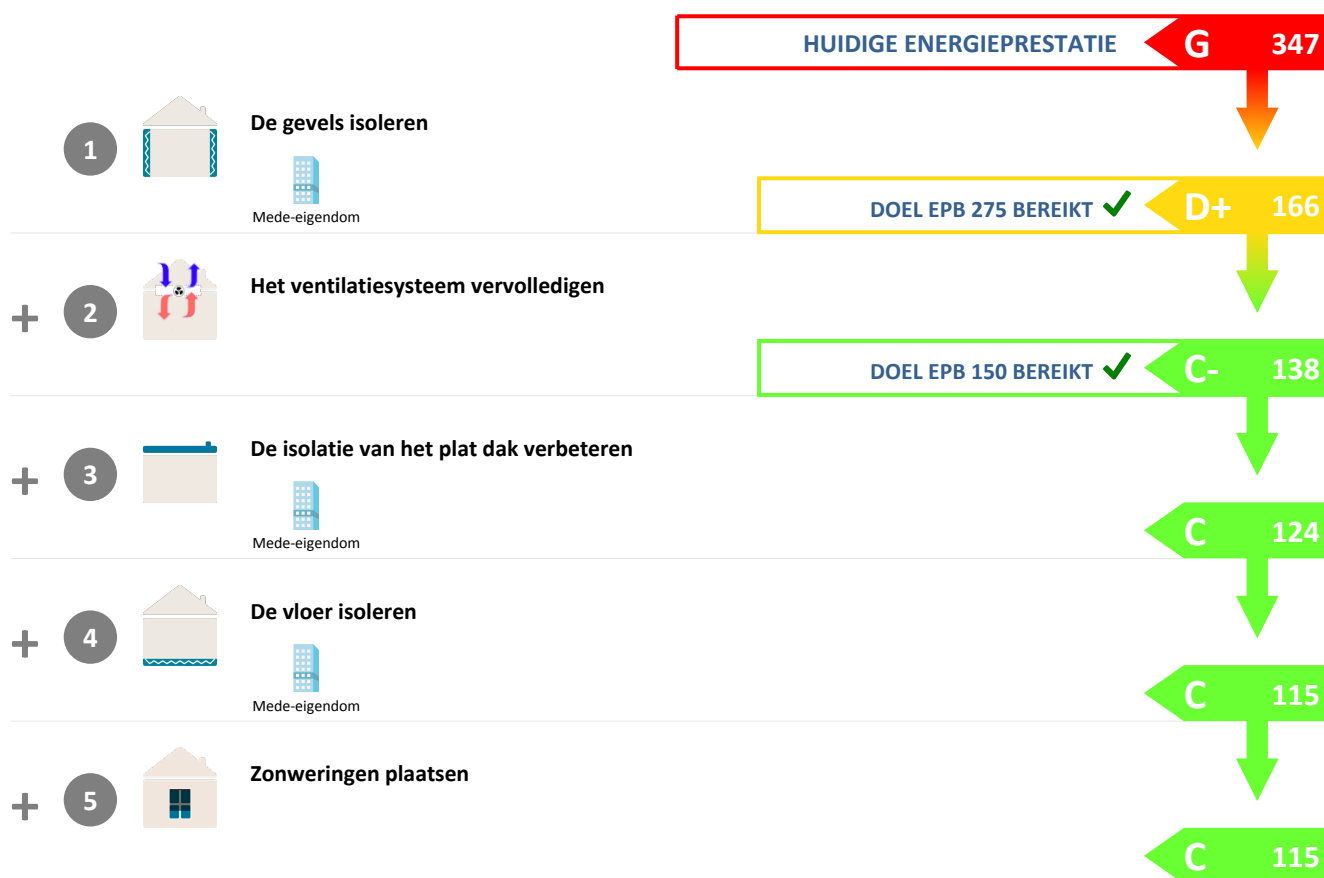 HUIDIGE ENERGIEPRESTATIE G 347
1 De gevels isoleren
Mede-eigendom
DOEL EPB 275 BEREIKT ✓ D+ 166
+ 2 Het ventilatiesysteem vervolledigen
DOEL EPB 150 BEREIKT ✓ C- 138
+ 3 De isolatie van het plat dak verbeteren
Mede-eigendom
C 124
+ 4 De vloer isoleren
Mede-eigendom
C 115
+ 5 Zonweringen plaatsen
C 115